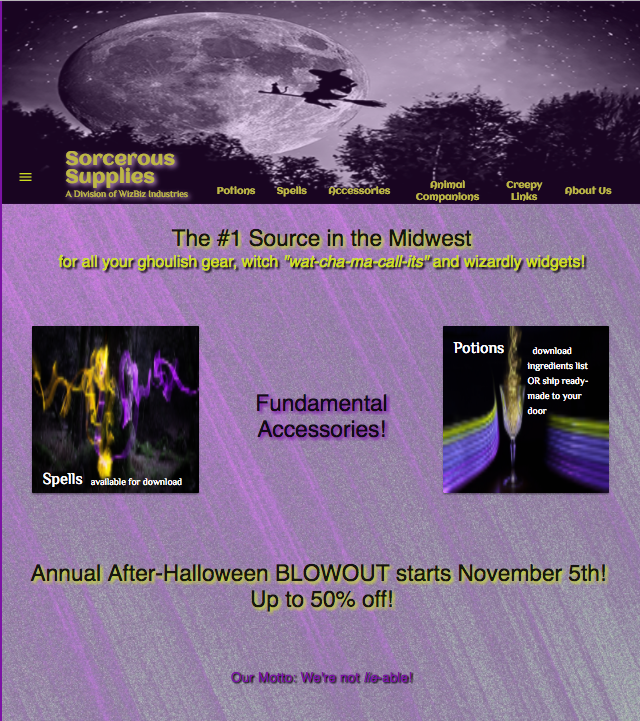 Sorcerous
Supplies
A Division of WizBiz Industries
Potions
Spells
Accessories
Animal
Companions
Creepy
Links
About Us
The #1 Source in the Midwest
for all your ghoulish gear, witch "wat-cha-ma-call-its" and wizardly widgets!
Spells available for download
Fundamental
Accessories!
Potions download
ingredients list
OR ship ready-
made to your
door
Annual After-Halloween BLOWOUT starts November 5th!
Up to 50% off!
Our Motto: We're not lie-able!